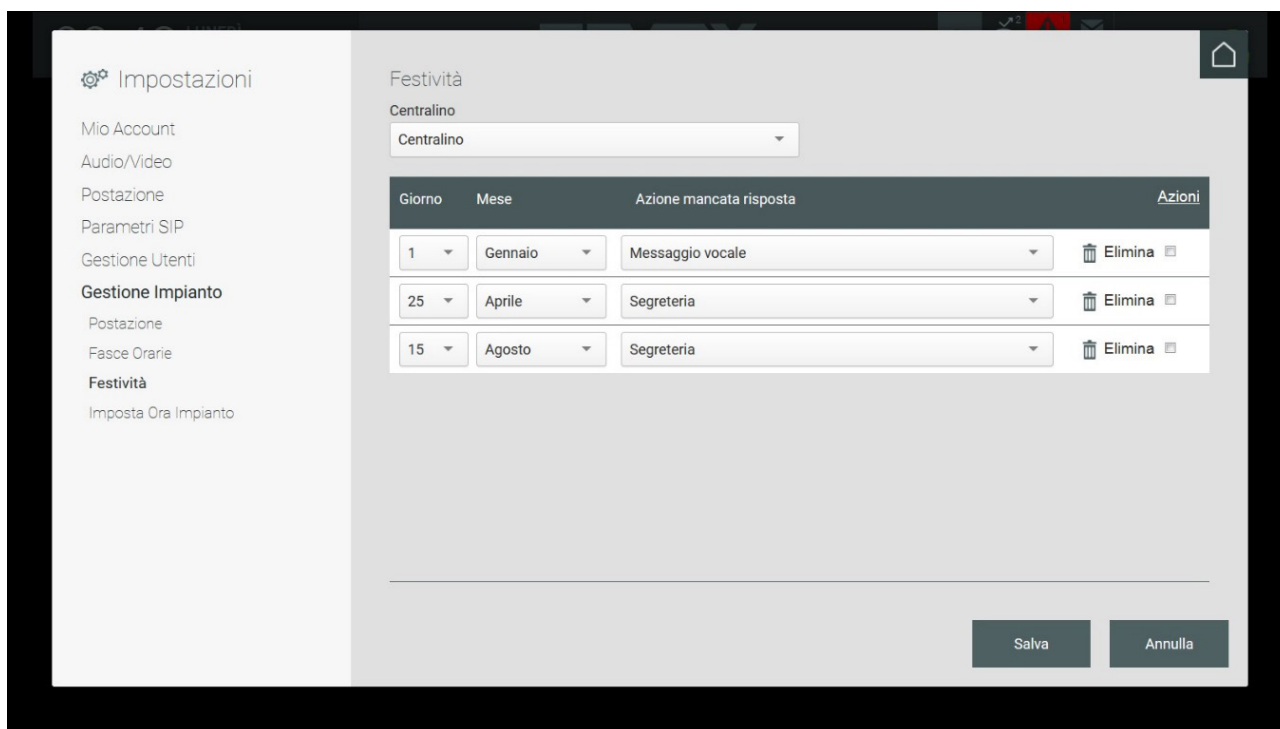 Impostazioni
Mio Account
Audio/Video
Postazione
Parametri SIP
Gestione Utenti
Gestione Impianto
Postazione
Fasce Orarie
Festività
Imposta Ora Impianto
Festività
Centralino
Centralino
Giorno Mese Azione mancata risposta Azioni
1 Gennaio Messaggio vocale Elimina
25 Aprile Segreteria Elimina
15 Agosto Segreteria Elimina
Salva Annulla